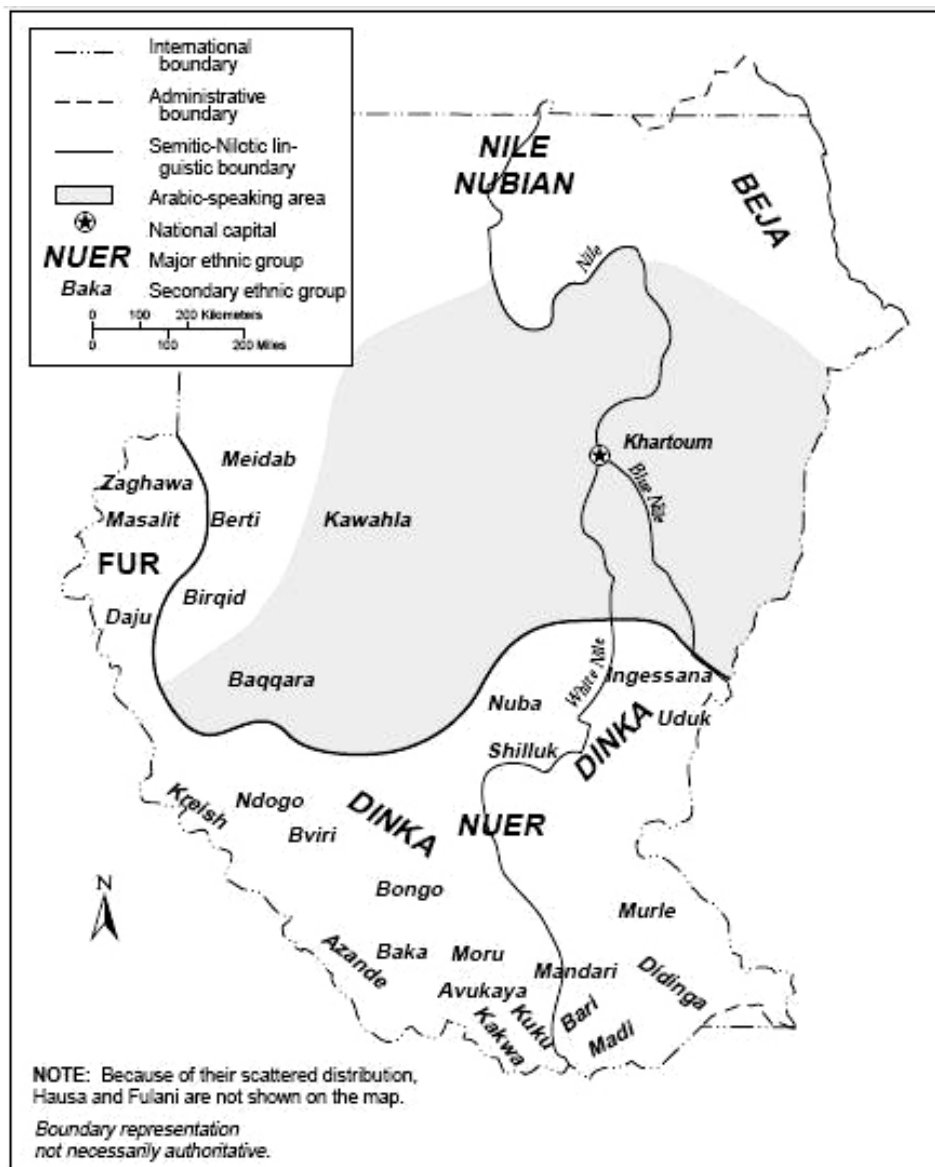 International
boundary
Administrative
boundary
Semitic-Nilotic lin-
guistic boundary
Arabic-speaking area
National capital
NUER Major ethnic group
Baka Secondary ethnic group
0 100 200 Kilometers
0 100 200 Miles
NILE
NUBIAN
BEJA
Nile
Khartoum
Blue Nile
Meidab
Zaghawa
Masalit
Berti
Kawahla
FUR
Birqid
Daju
Baqqara
White Nile
Ingessana
Nuba
Uduk
DINKA
Shilluk
Kreish
Ndogo
DINKA
NUER
Bviri
N
Bongo
Murle
Azande
Baka
Moru
Mandari
Didinga
Avukaya
Kuku
Bari
Kakwa
Madi
NOTE: Because of their scattered distribution,
Hausa and Fulani are not shown on the map.
Boundary representation
not necessarily authoritative.